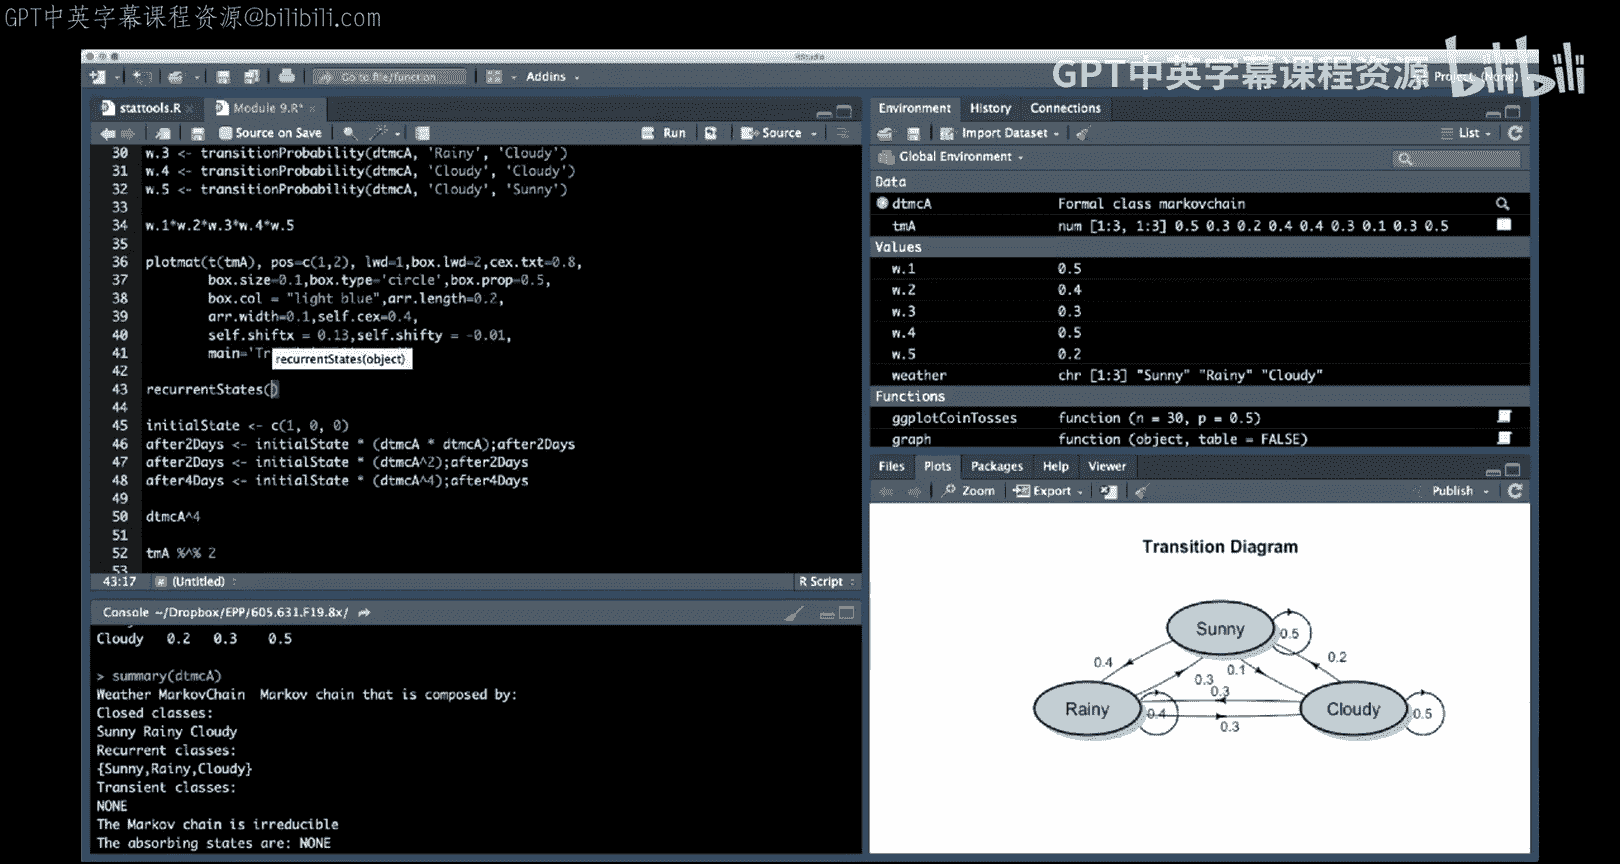 GPT中英字幕课程资源@bilibili.com
GPT中英字幕课程资源 bilibili
RStudio
Go to file/function Addins Project: (None)
stattools.R Module 9.R*
Source on Save Run Source
30 w.3 <- transitionProbability(dtmcA, 'Rainy', 'Cloudy')
31 w.4 <- transitionProbability(dtmcA, 'Cloudy', 'Cloudy')
32 w.5 <- transitionProbability(dtmcA, 'Cloudy', 'Sunny')
33
34 w.1*w.2*w.3*w.4*w.5
35
36 plotmat(t(tmA), pos=c(1,2), lwd=1,box.lwd=2,cex.txt=0.8,
37 box.size=0.1,box.type='circle',box.prop=0.5,
38 box.col = "light blue",arr.length=0.2,
39 arr.width=0.1,self.cex=0.4,
40 self.shiftx = 0.13,self.shifty = -0.01,
41 main='Tr
recurrentStates(object)
42
43 recurrentStates()
44
45 initialState <- c(1, 0, 0)
46 after2Days <- initialState * (dtmcA * dtmcA);after2Days
47 after2Days <- initialState * (dtmcA^2);after2Days
48 after4Days <- initialState * (dtmcA^4);after4Days
49
50 dtmcA^4
51
52 tmA %^% 2
53
43:17 # (Untitled) R Script
Console ~/Dropbox/EPP/605.631.F19.8x/
Cloudy 0.2 0.3 0.5
> summary(dtmcA)
Weather MarkovChain Markov chain that is composed by:
Closed classes:
Sunny Rainy Cloudy
Recurrent classes:
{Sunny,Rainy,Cloudy}
Transient classes:
NONE
The Markov chain is irreducible
The absorbing states are: NONE
Environment History Connections
Import Dataset List
Global Environment
Data
dtmcA Formal class markovchain
tmA num [1:3, 1:3] 0.5 0.3 0.2 0.4 0.4 0.3 0.1 0.3 0.5
Values
w.1 0.5
w.2 0.4
w.3 0.3
w.4 0.5
w.5 0.2
weather chr [1:3] "Sunny" "Rainy" "Cloudy"
Functions
ggplotCoinTosses function (n = 30, p = 0.5)
graph function (object, table = FALSE)
Files Plots Packages Help Viewer
Zoom Export Publish
Transition Diagram
Sunny 0.5
0.4 0.3 0.1 0.2
Rainy 0.4 0.3 0.3 Cloudy 0.5